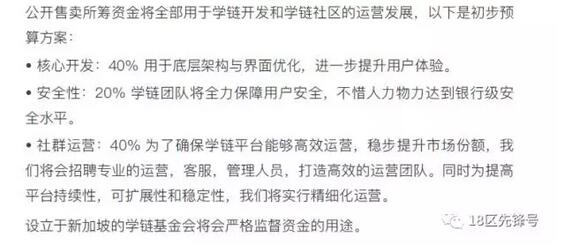 公开售卖所筹资金将全部用于学链开发和学链社区的运营发展，以下是初步预
算方案：
• 核心开发：40% 用于底层架构与界面优化，进一步提升用户体验。
• 安全性：20% 学链团队将全力保障用户安全，不惜人力物力达到银行级安
全水平。
• 社群运营：40% 为了确保学链平台能够高效运营，稳步提升市场份额，我
们将会招聘专业的运营，客服，管理人员，打造高效的运营团队。同时为提高
平台持续性，可扩展性和稳定性，我们将实行精细化运营。
设立于新加坡的学链基金会将会严格监督资金的用途。
18区先锋号